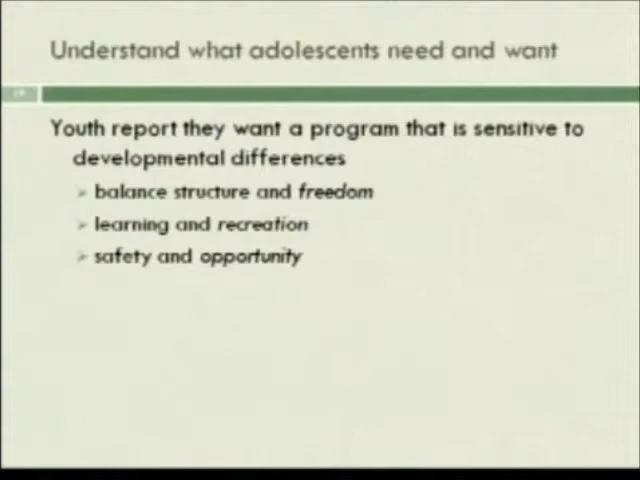 Understand what adolescents need and want
Youth report they want a program that is sensitive to
developmental differences
balance structure and freedom
learning and recreation
safety and opportunity